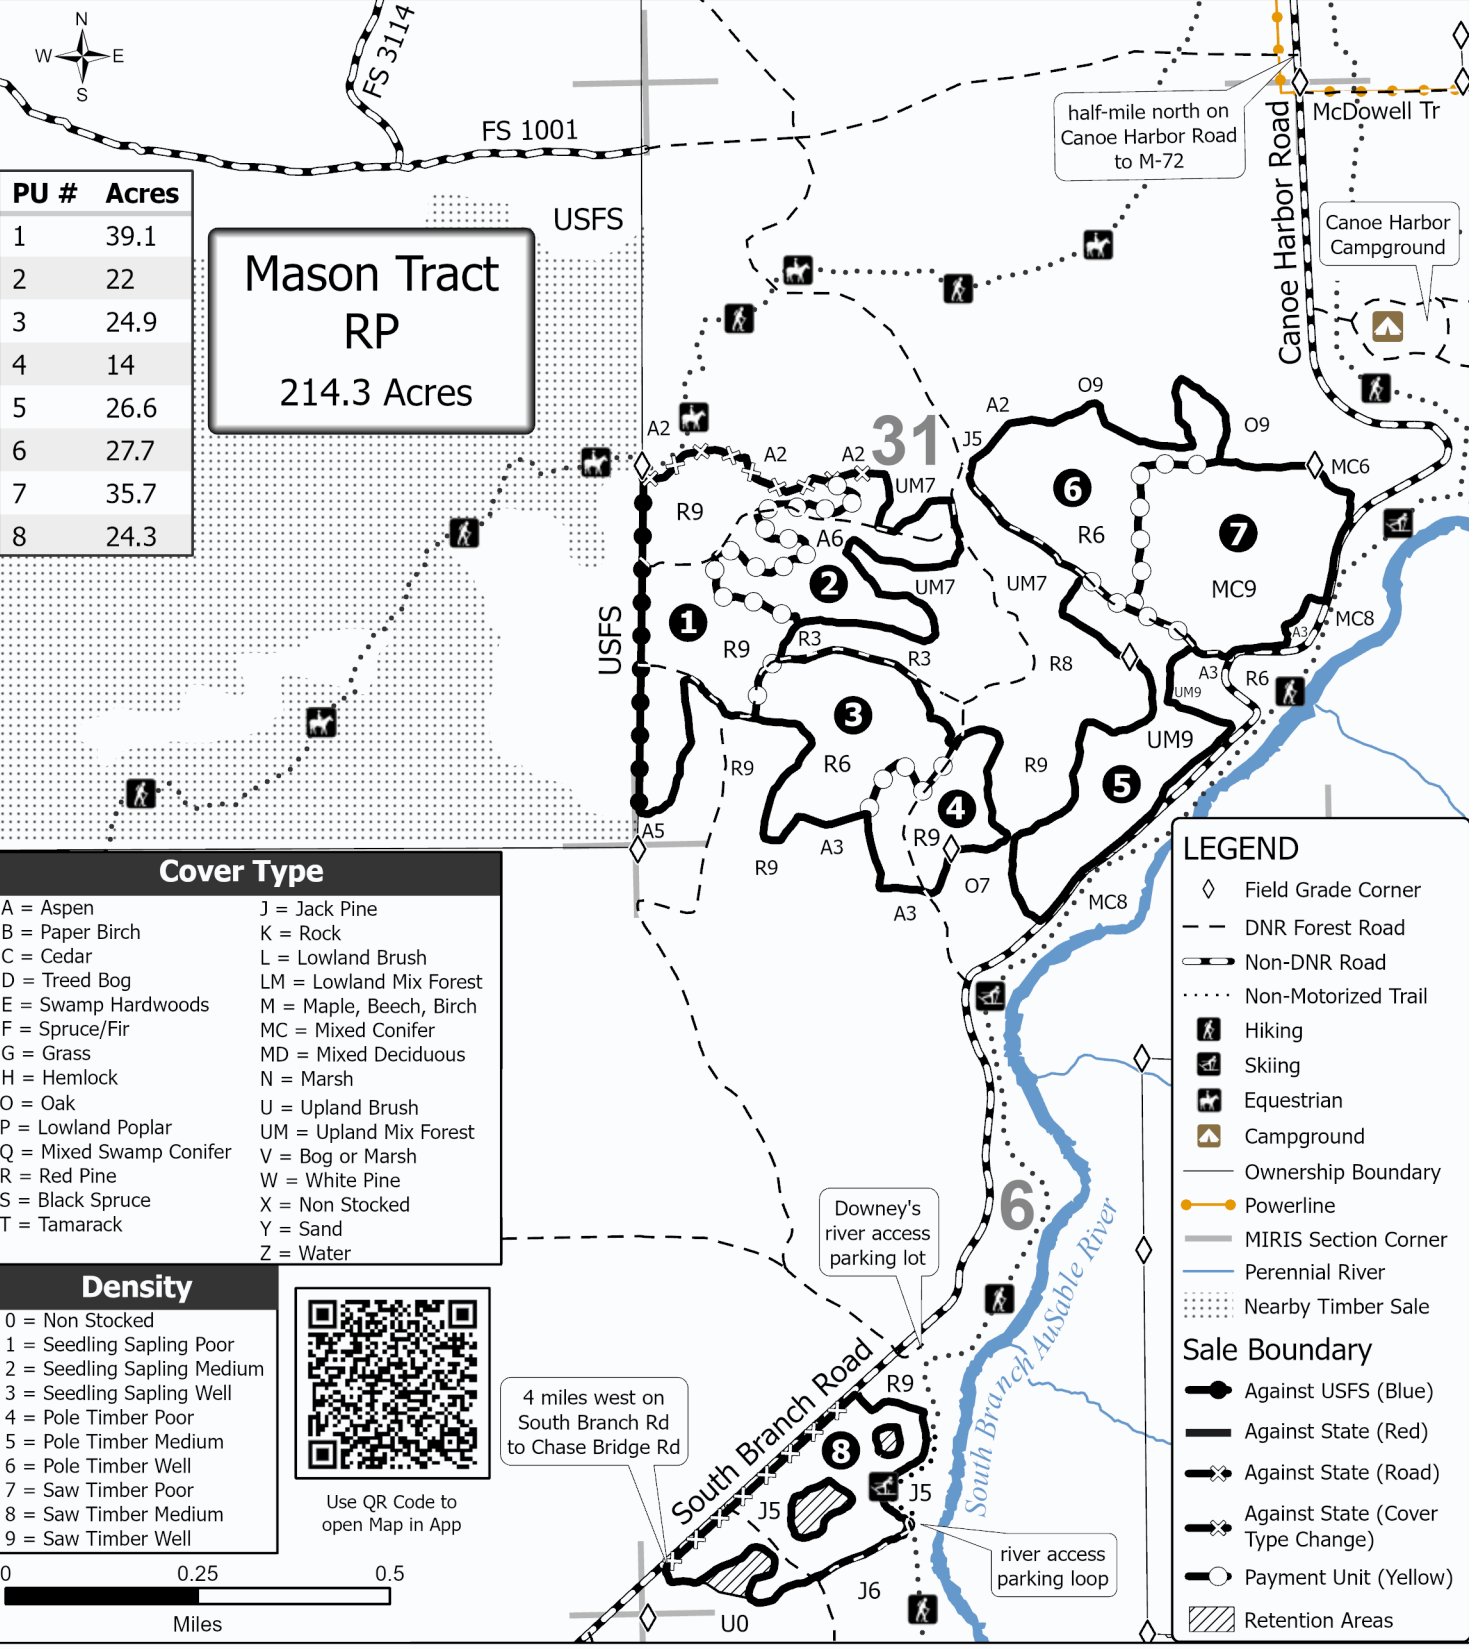 N
W E
S
FS 3114
FS 1001
USFS
PU # Acres
1 39.1
2 22
3 24.9
4 14
5 26.6
6 27.7
7 35.7
8 24.3
Mason Tract
RP
214.3 Acres
half-mile north on
Canoe Harbor Road
to M-72
McDowell Tr
Canoe Harbor Road
Canoe Harbor
Campground
31
A2
A2
A2
UM7
R9
A6
UM7
2
1
R9
R3
R3
USFS
3
R6
R9
R9
A3
A3
A5
4
R9
O7
J5
A2
O9
O9
6
R6
7
MC9
MC6
MC8
A3
A3
R6
UM9
UM9
UM7
R8
R9
5
MC8
Cover Type
A = Aspen
B = Paper Birch
C = Cedar
D = Treed Bog
E = Swamp Hardwoods
F = Spruce/Fir
G = Grass
H = Hemlock
O = Oak
P = Lowland Poplar
Q = Mixed Swamp Conifer
R = Red Pine
S = Black Spruce
T = Tamarack
J = Jack Pine
K = Rock
L = Lowland Brush
LM = Lowland Mix Forest
M = Maple, Beech, Birch
MC = Mixed Conifer
MD = Mixed Deciduous
N = Marsh
U = Upland Brush
UM = Upland Mix Forest
V = Bog or Marsh
W = White Pine
X = Non Stocked
Y = Sand
Z = Water
Density
0 = Non Stocked
1 = Seedling Sapling Poor
2 = Seedling Sapling Medium
3 = Seedling Sapling Well
4 = Pole Timber Poor
5 = Pole Timber Medium
6 = Pole Timber Well
7 = Saw Timber Poor
8 = Saw Timber Medium
9 = Saw Timber Well
0 0.25 0.5
Miles
Use QR Code to
open Map in App
4 miles west on
South Branch Rd
to Chase Bridge Rd
Downey's
river access
parking lot
6
South Branch AuSable River
South Branch Road
R9
8
J5
J5
J6
U0
river access
parking loop
LEGEND
Field Grade Corner
DNR Forest Road
Non-DNR Road
Non-Motorized Trail
Hiking
Skiing
Equestrian
Campground
Ownership Boundary
Powerline
MIRIS Section Corner
Perennial River
Nearby Timber Sale
Sale Boundary
Against USFS (Blue)
Against State (Red)
Against State (Road)
Against State (Cover
Type Change)
Payment Unit (Yellow)
Retention Areas